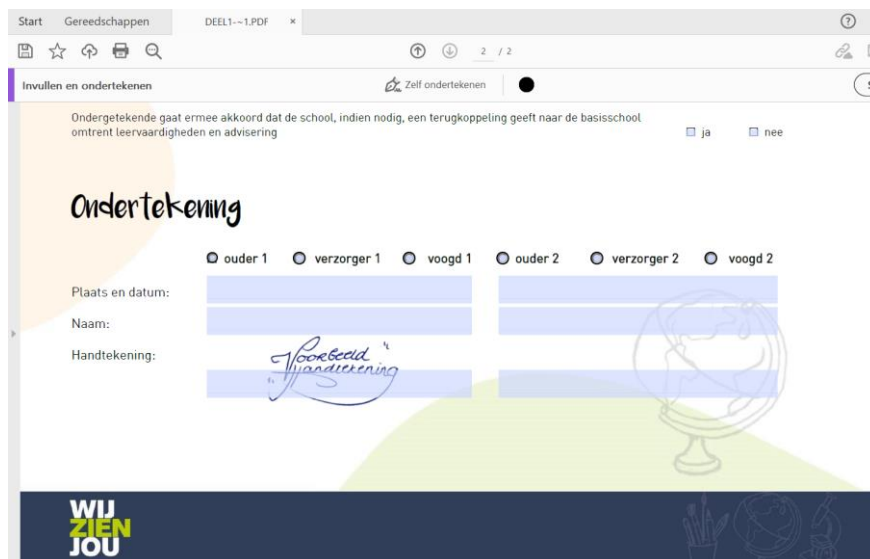 Start Gereedschappen DEEL1-~1.PDF ×
?
2 / 2
Invullen en ondertekenen Zelf ondertekenen
Ondergetekende gaat ermee akkoord dat de school, indien nodig, een terugkoppeling geeft naar de basisschool
omtrent leervaardigheden en advisering ja nee
Ondertekening
ouder 1 verzorger 1 voogd 1 ouder 2 verzorger 2 voogd 2
Plaats en datum:
Naam:
Handtekening:
"Voorbeeld
Handtekening"
WIJ
ZIEN
JOU